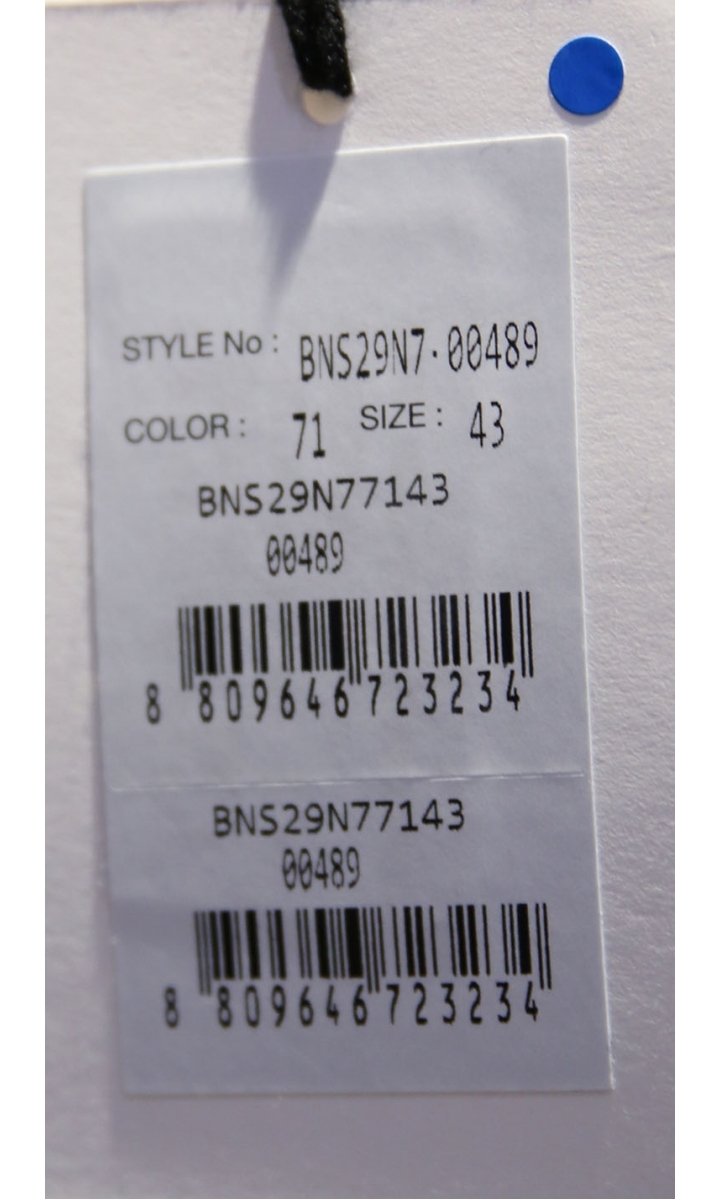 STYLE No : BNS29N7-00489
COLOR : 71 SIZE : 43
BNS29N77143
00489
8 809646 723234
BNS29N77143
00489
8 809646 723234